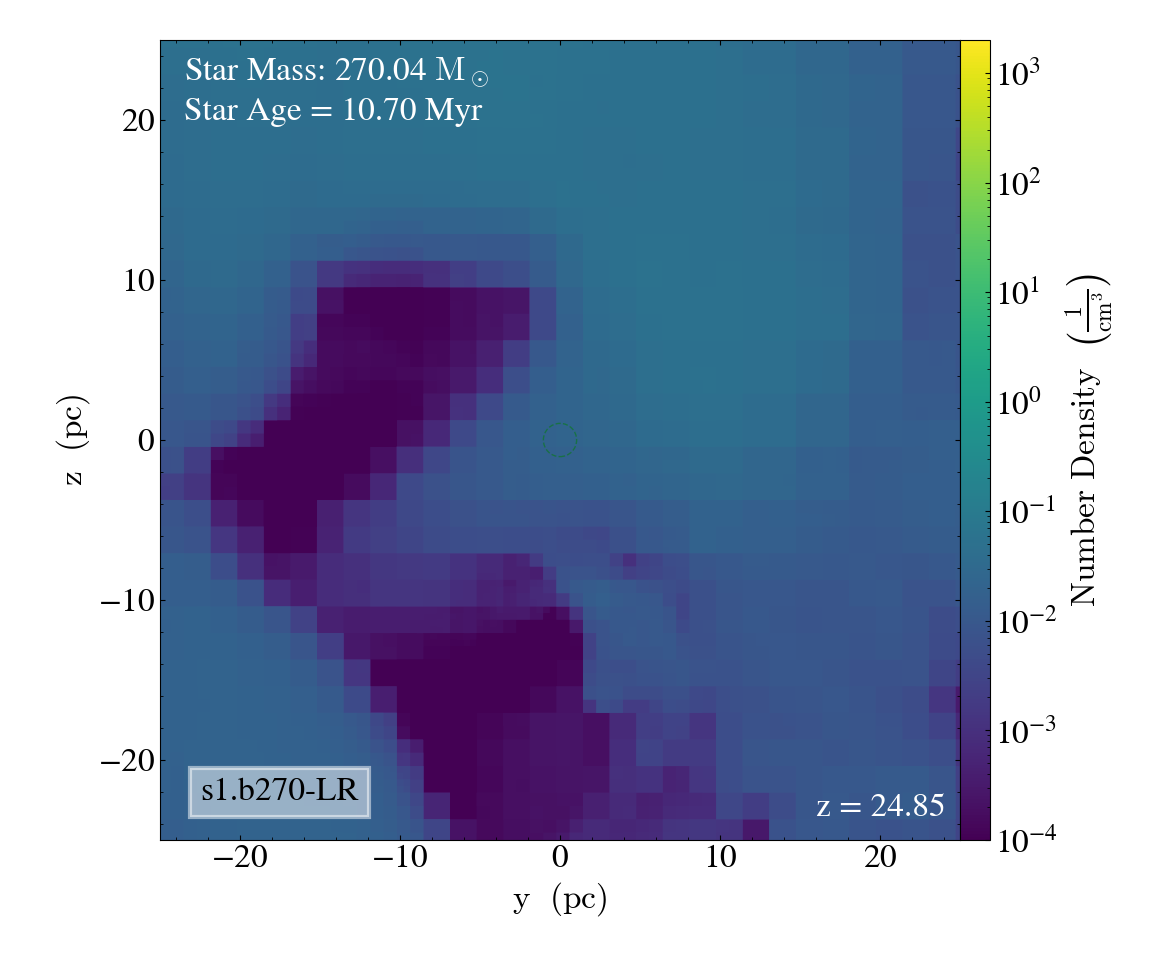 Star Mass: 270.04 M⊙
Star Age = 10.70 Myr
20
10
0
−10
−20
z (pc)
s1.b270-LR
z = 24.85
−20 −10 0 10 20
y (pc)
10³
10²
10¹
10⁰
10⁻¹
10⁻²
10⁻³
10⁻⁴
Number Density (1/cm³)